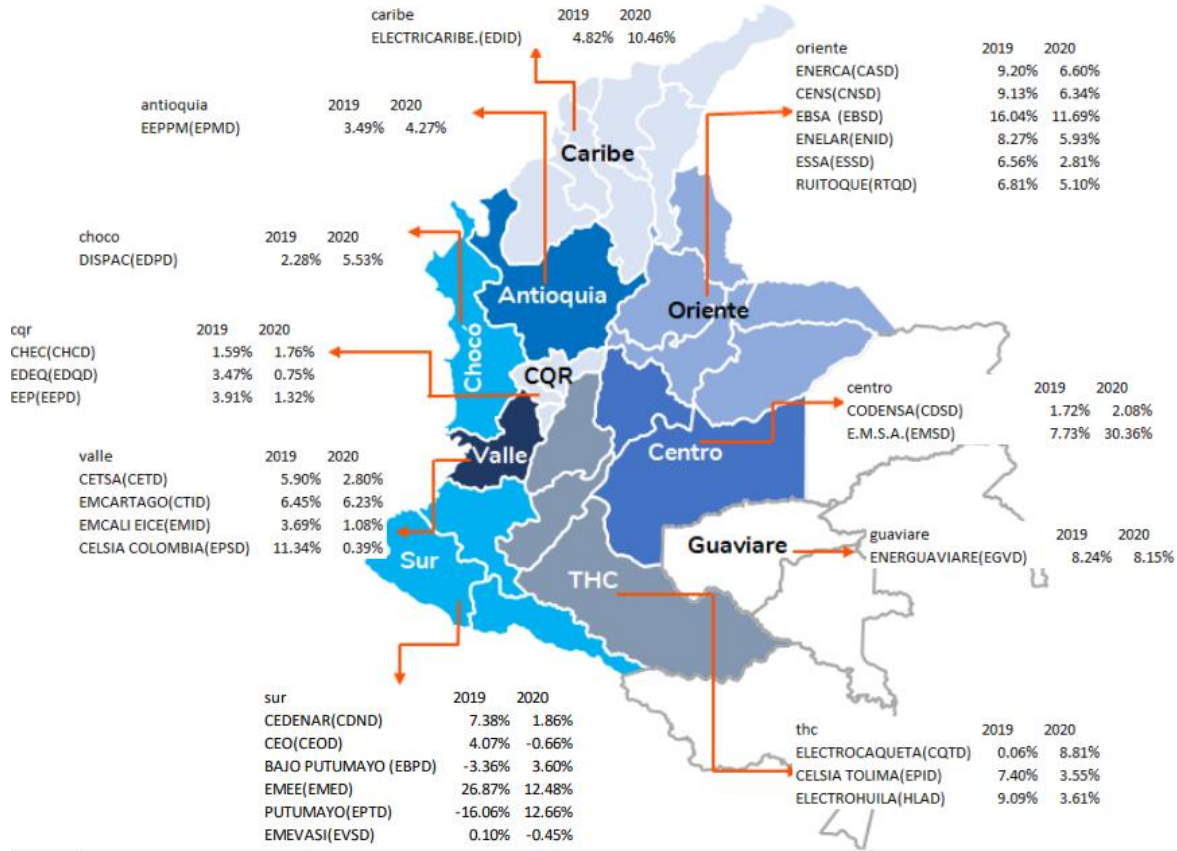 caribe 2019 2020
ELECTRICARIBE.(EDID) 4.82% 10.46%
oriente 2019 2020
ENERCA(CASD) 9.20% 6.60%
CENS(CNSD) 9.13% 6.34%
EBSA (EBSD) 16.04% 11.69%
ENELAR(ENID) 8.27% 5.93%
ESSA(ESSD) 6.56% 2.81%
RUITOQUE(RTQD) 6.81% 5.10%
antioquia 2019 2020
EEPPM(EPMD) 3.49% 4.27%
Caribe
choco 2019 2020
DISPAC(EDPD) 2.28% 5.53%
Antioquia
Oriente
Chocó
cqr 2019 2020
CHEC(CHCD) 1.59% 1.76%
EDEQ(EDQD) 3.47% 0.75%
EEP(EEPD) 3.91% 1.32%
CQR
centro 2019 2020
CODENSA(CDSD) 1.72% 2.08%
E.M.S.A.(EMSD) 7.73% 30.36%
Valle
Centro
valle 2019 2020
CETSA(CETD) 5.90% 2.80%
EMCARTAGO(CTID) 6.45% 6.23%
EMCALI EICE(EMID) 3.69% 1.08%
CELSIA COLOMBIA(EPSD) 11.34% 0.39%
Sur
THC
Guaviare
guaviare 2019 2020
ENERGUAVIARE(EGVD) 8.24% 8.15%
sur 2019 2020
CEDENAR(CDND) 7.38% 1.86%
CEO(CEOD) 4.07% -0.66%
BAJO PUTUMAYO (EBPD) -3.36% 3.60%
EMEE(EMED) 26.87% 12.48%
PUTUMAYO(EPTD) -16.06% 12.66%
EMEVASI(EVSD) 0.10% -0.45%
thc 2019 2020
ELECTROCAQUETA(CQTD) 0.06% 8.81%
CELSIA TOLIMA(EPID) 7.40% 3.55%
ELECTROHUILA(HLAD) 9.09% 3.61%